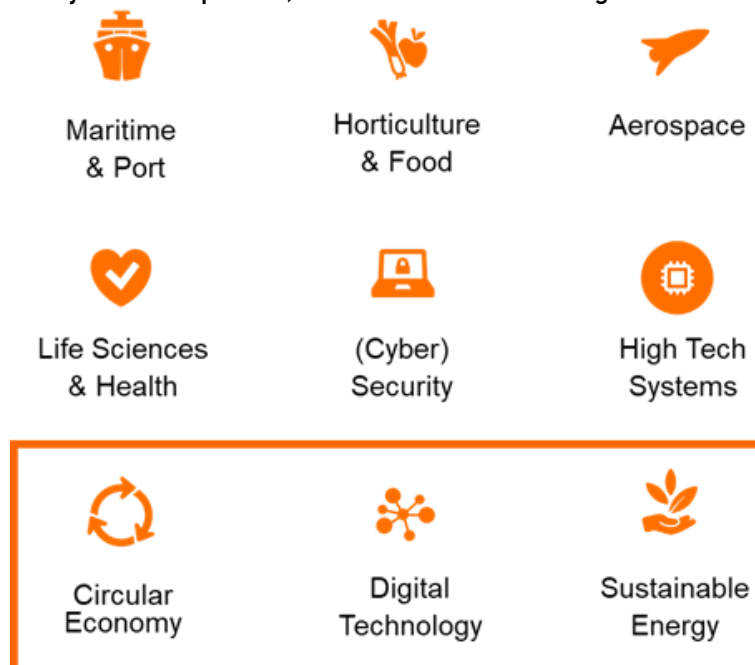 Maritime
& Port
Horticulture
& Food
Aerospace
Life Sciences
& Health
(Cyber)
Security
High Tech
Systems
Circular
Economy
Digital
Technology
Sustainable
Energy